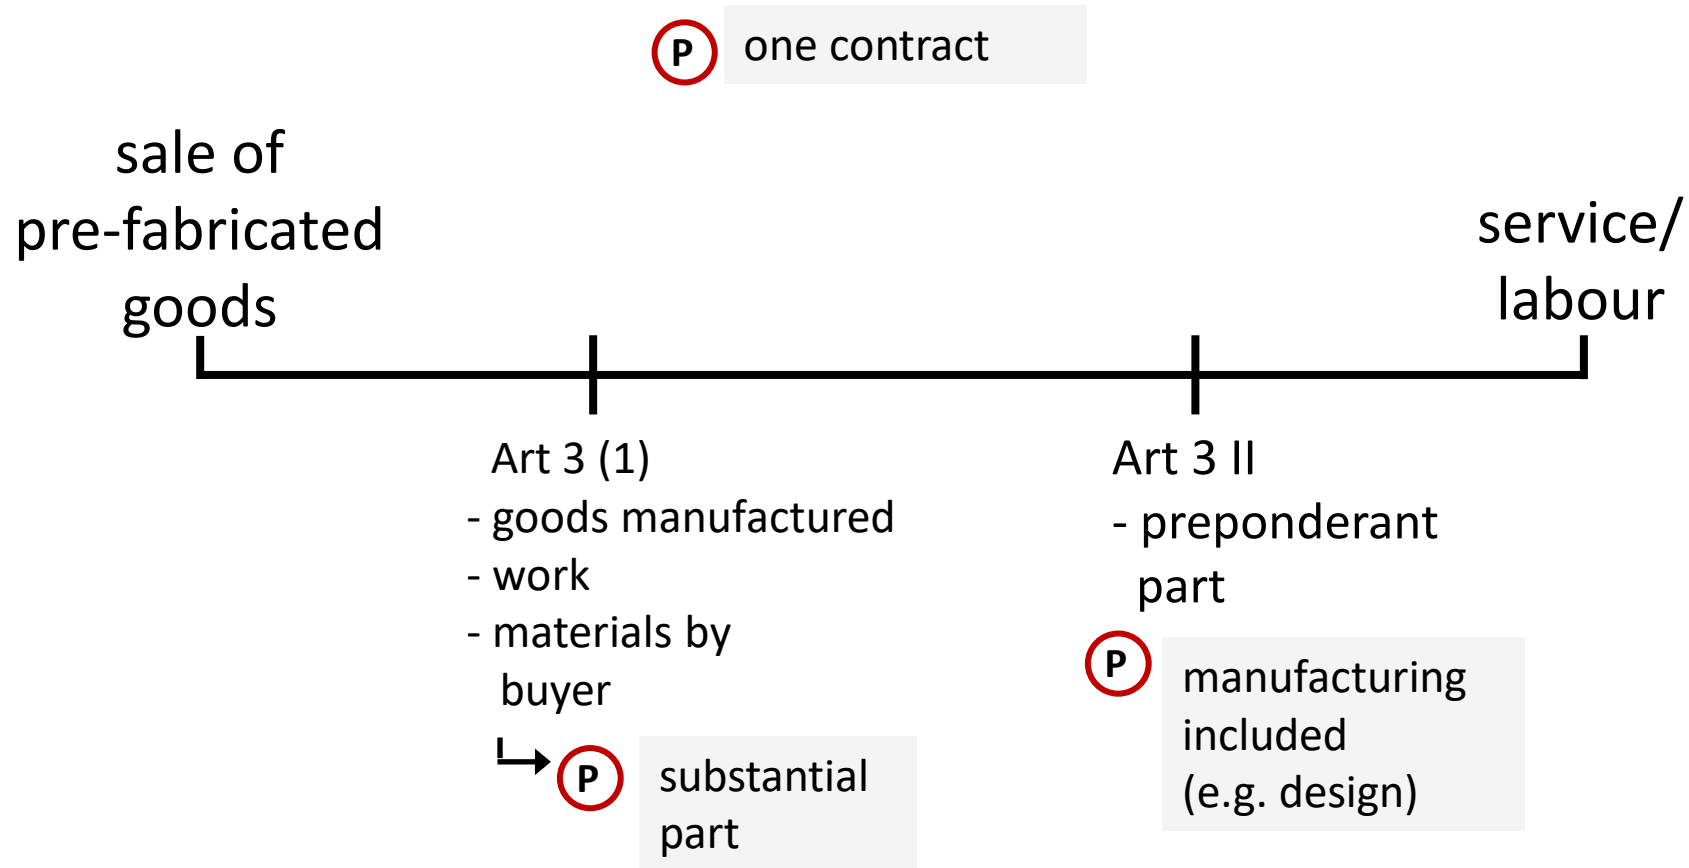 P one contract
sale of
pre-fabricated
goods
service/
labour
Art 3 (1)
- goods manufactured
- work
- materials by
buyer
P substantial
part
Art 3 II
- preponderant
part
P manufacturing
included
(e.g. design)